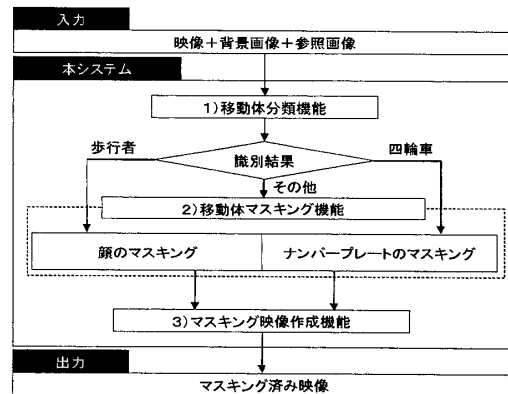 入力
映像＋背景画像＋参照画像
本システム
1)移動体分類機能
歩行者
識別結果
四輪車
その他
2)移動体マスキング機能
顔のマスキング
ナンバープレートのマスキング
3)マスキング映像作成機能
出力
マスキング済み映像